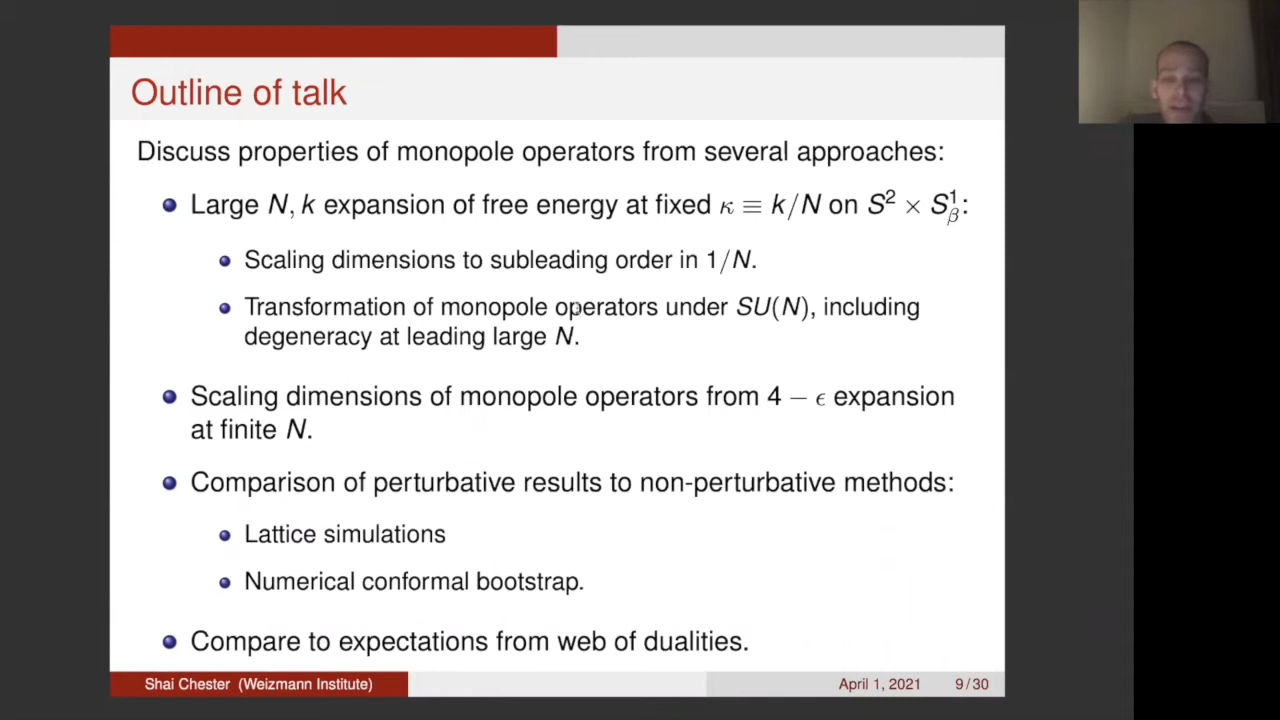 Outline of talk
Discuss properties of monopole operators from several approaches:
Large N, k expansion of free energy at fixed κ ≡ k/N on S² × S¹_β:
Scaling dimensions to subleading order in 1/N.
Transformation of monopole operators under SU(N), including
degeneracy at leading large N.
Scaling dimensions of monopole operators from 4 − ϵ expansion
at finite N.
Comparison of perturbative results to non-perturbative methods:
Lattice simulations
Numerical conformal bootstrap.
Compare to expectations from web of dualities.
Shai Chester (Weizmann Institute)
April 1, 2021
9/30